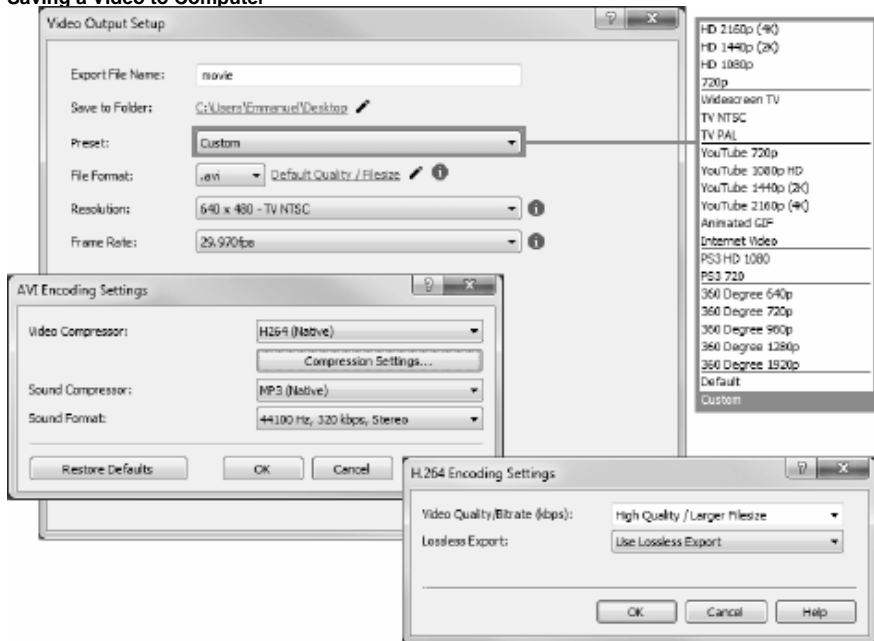 Saving a Video to Computer
Video Output Setup
Export File Name: movie
Save to Folder: C:\Users\Emmanuel\Desktop
Preset: Custom
File Format: .avi Default Quality / Filesize
Resolution: 640 x 480 - TV NTSC
Frame Rate: 29.970fps
HD 2160p (4K)
HD 1440p (2K)
HD 1080p
720p
Widescreen TV
TV NTSC
TV PAL
YouTube 720p
YouTube 1080p HD
YouTube 1440p (2K)
YouTube 2160p (4K)
Animated GIF
Internet Video
PS3 HD 1080
PS3 720
360 Degree 640p
360 Degree 720p
360 Degree 960p
360 Degree 1280p
360 Degree 1920p
Default
Custom
AVI Encoding Settings
Video Compressor: H264 (Native)
Compression Settings...
Sound Compressor: MP3 (Native)
Sound Format: 44100 Hz, 320 kbps, Stereo
Restore Defaults OK Cancel
H.264 Encoding Settings
Video Quality/Bitrate (kbps): High Quality / Larger Filesize
Lossless Export: Use Lossless Export
OK Cancel Help